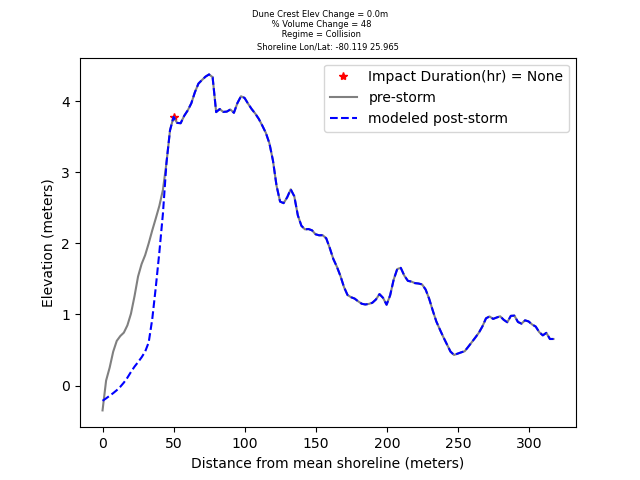 Dune Crest Elev Change = 0.0m
% Volume Change = 48
Regime = Collision
Shoreline Lon/Lat: -80.119 25.965
Impact Duration(hr) = None
pre-storm
modeled post-storm
Elevation (meters)
4
3
2
1
0
0 50 100 150 200 250 300
Distance from mean shoreline (meters)